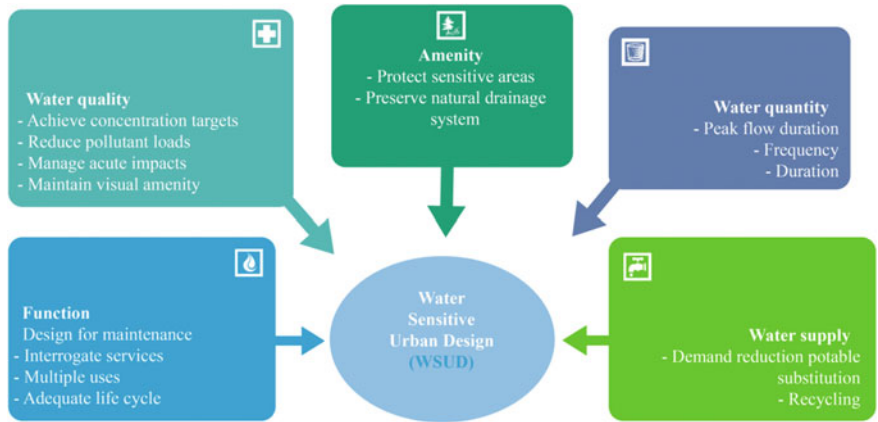 Water quality
- Achieve concentration targets
- Reduce pollutant loads
- Manage acute impacts
- Maintain visual amenity
Amenity
- Protect sensitive areas
- Preserve natural drainage
system
Water quantity
- Peak flow duration
- Frequency
- Duration
Function
Design for maintenance
- Interrogate services
- Multiple uses
- Adequate life cycle
Water
Sensitive
Urban Design
(WSUD)
Water supply
- Demand reduction potable
substitution
- Recycling